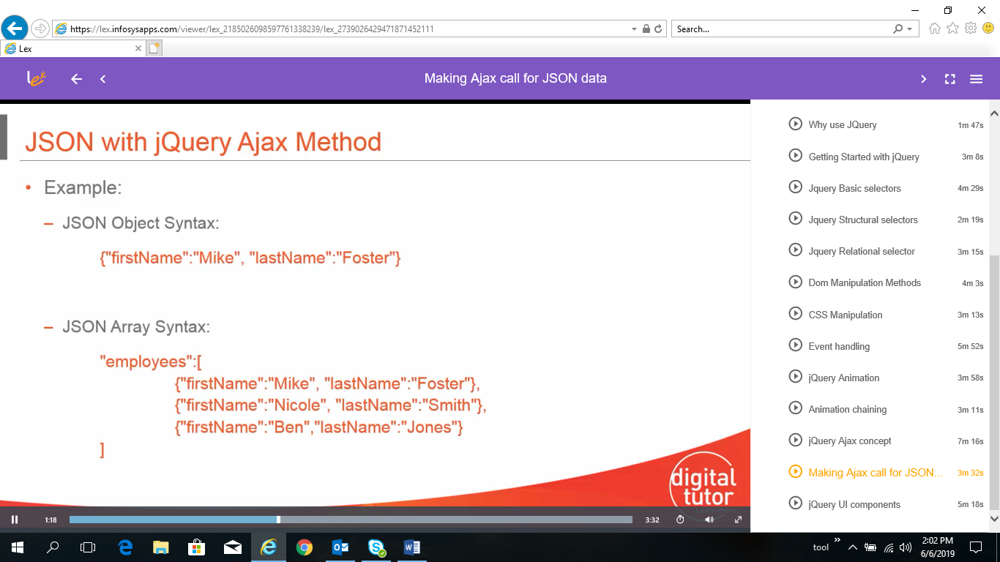 https://lex.infosysapps.com/viewer/lex_2185026098597761338239/lex_2739026429471871452111
Search...
Lex
lex
Making Ajax call for JSON data
JSON with jQuery Ajax Method
• Example:
– JSON Object Syntax:
{"firstName":"Mike", "lastName":"Foster"}
– JSON Array Syntax:
"employees":[
{"firstName":"Mike", "lastName":"Foster"},
{"firstName":"Nicole", "lastName":"Smith"},
{"firstName":"Ben","lastName":"Jones"}
]
digital
tutor
1:18
3:32
Why use JQuery 1m 47s
Getting Started with jQuery 3m 8s
Jquery Basic selectors 4m 29s
Jquery Structural selectors 2m 19s
Jquery Relational selector 3m 15s
Dom Manipulation Methods 4m 3s
CSS Manipulation 3m 13s
Event handling 5m 52s
jQuery Animation 3m 58s
Animation chaining 3m 11s
jQuery Ajax concept 7m 16s
Making Ajax call for JSON... 3m 32s
jQuery UI components 5m 18s
tool
2:02 PM
6/6/2019